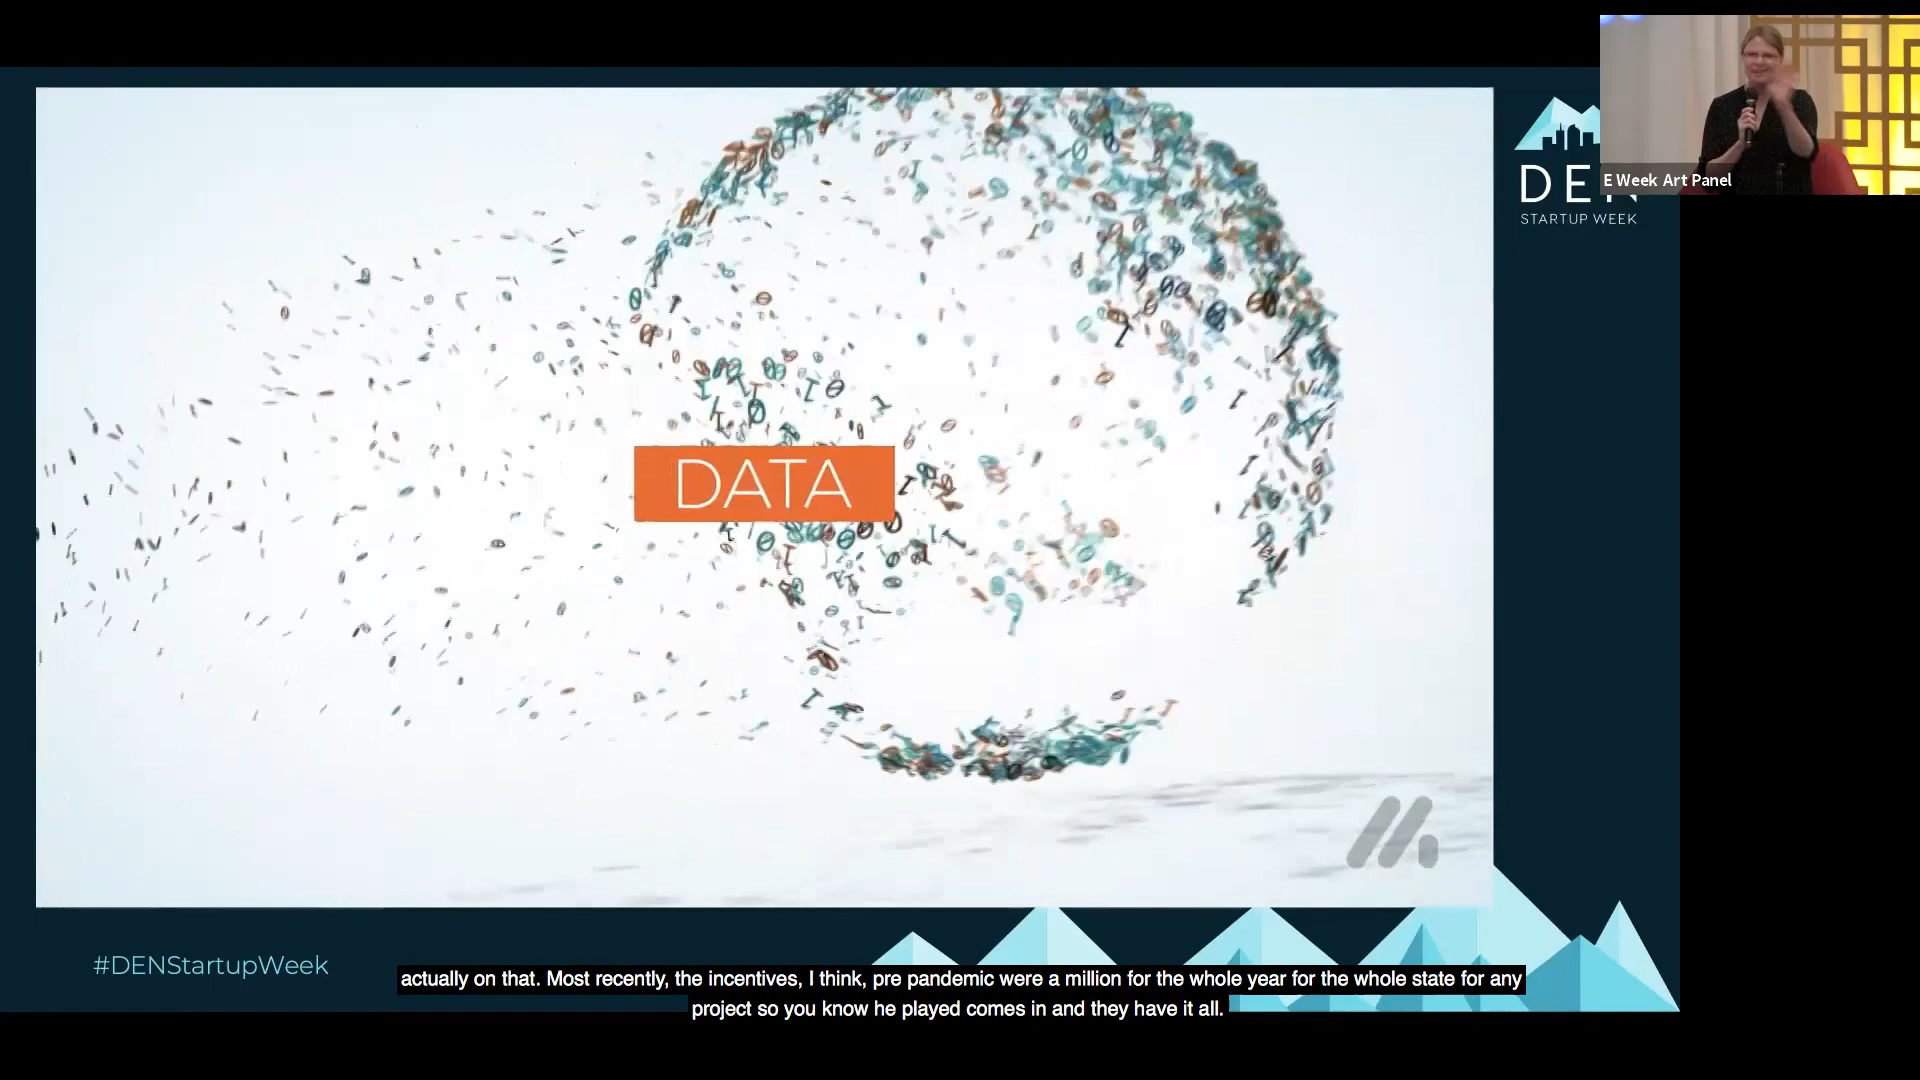 E Week Art Panel
DEN
STARTUP WEEK
DATA
#DENStartupWeek
actually on that. Most recently, the incentives, I think, pre pandemic were a million for the whole year for the whole state for any
project so you know he played comes in and they have it all.